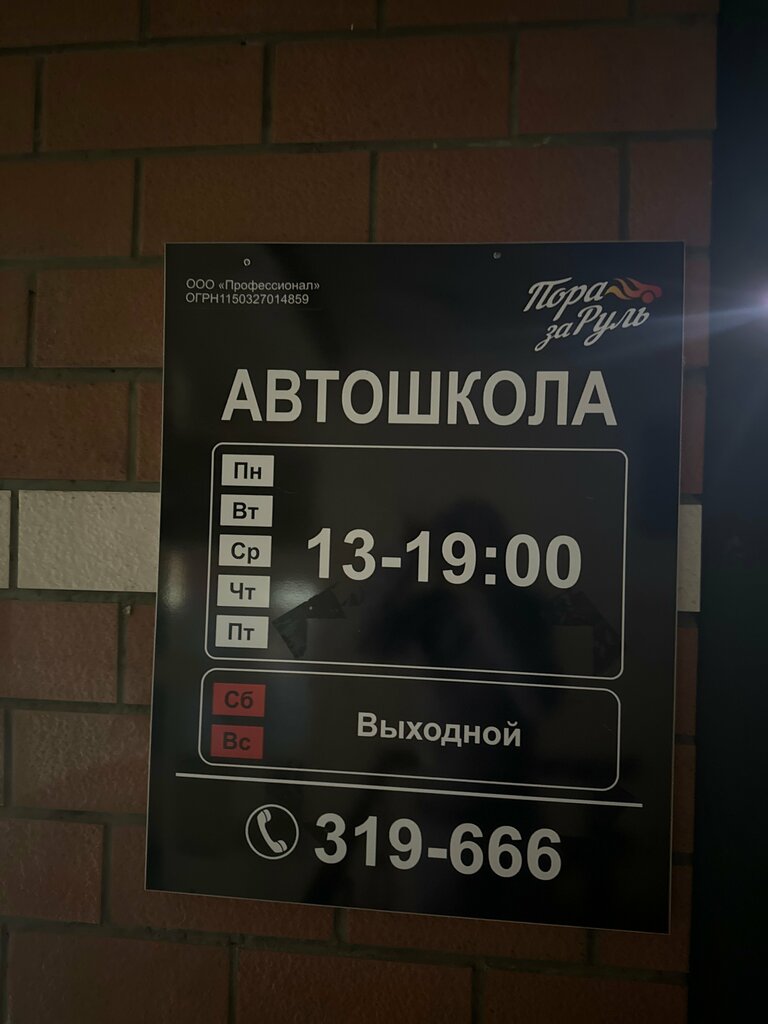 ООО «Профессионал»
ОГРН1150327014859
Пора
за Руль
АВТОШКОЛА
Пн
Вт
Ср
Чт
Пт
13-19:00
Сб
Вс
Выходной
319-666